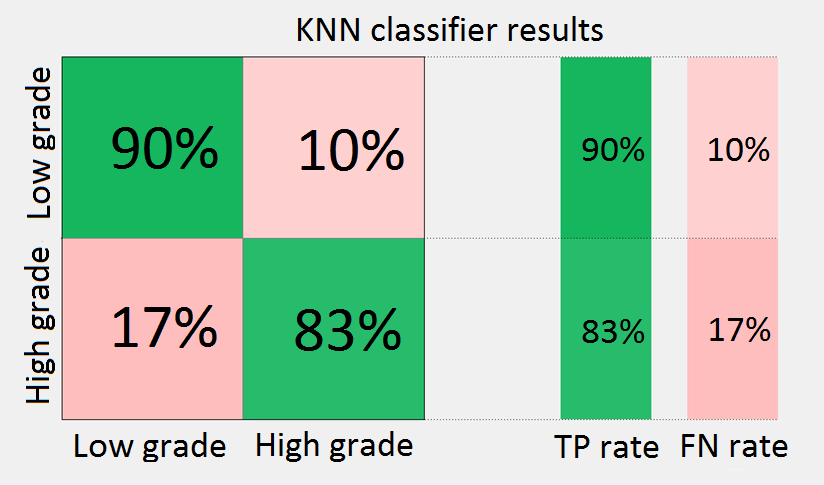 KNN classifier results
Low grade
90%
10%
90%
10%
High grade
17%
83%
83%
17%
Low grade
High grade
TP rate
FN rate